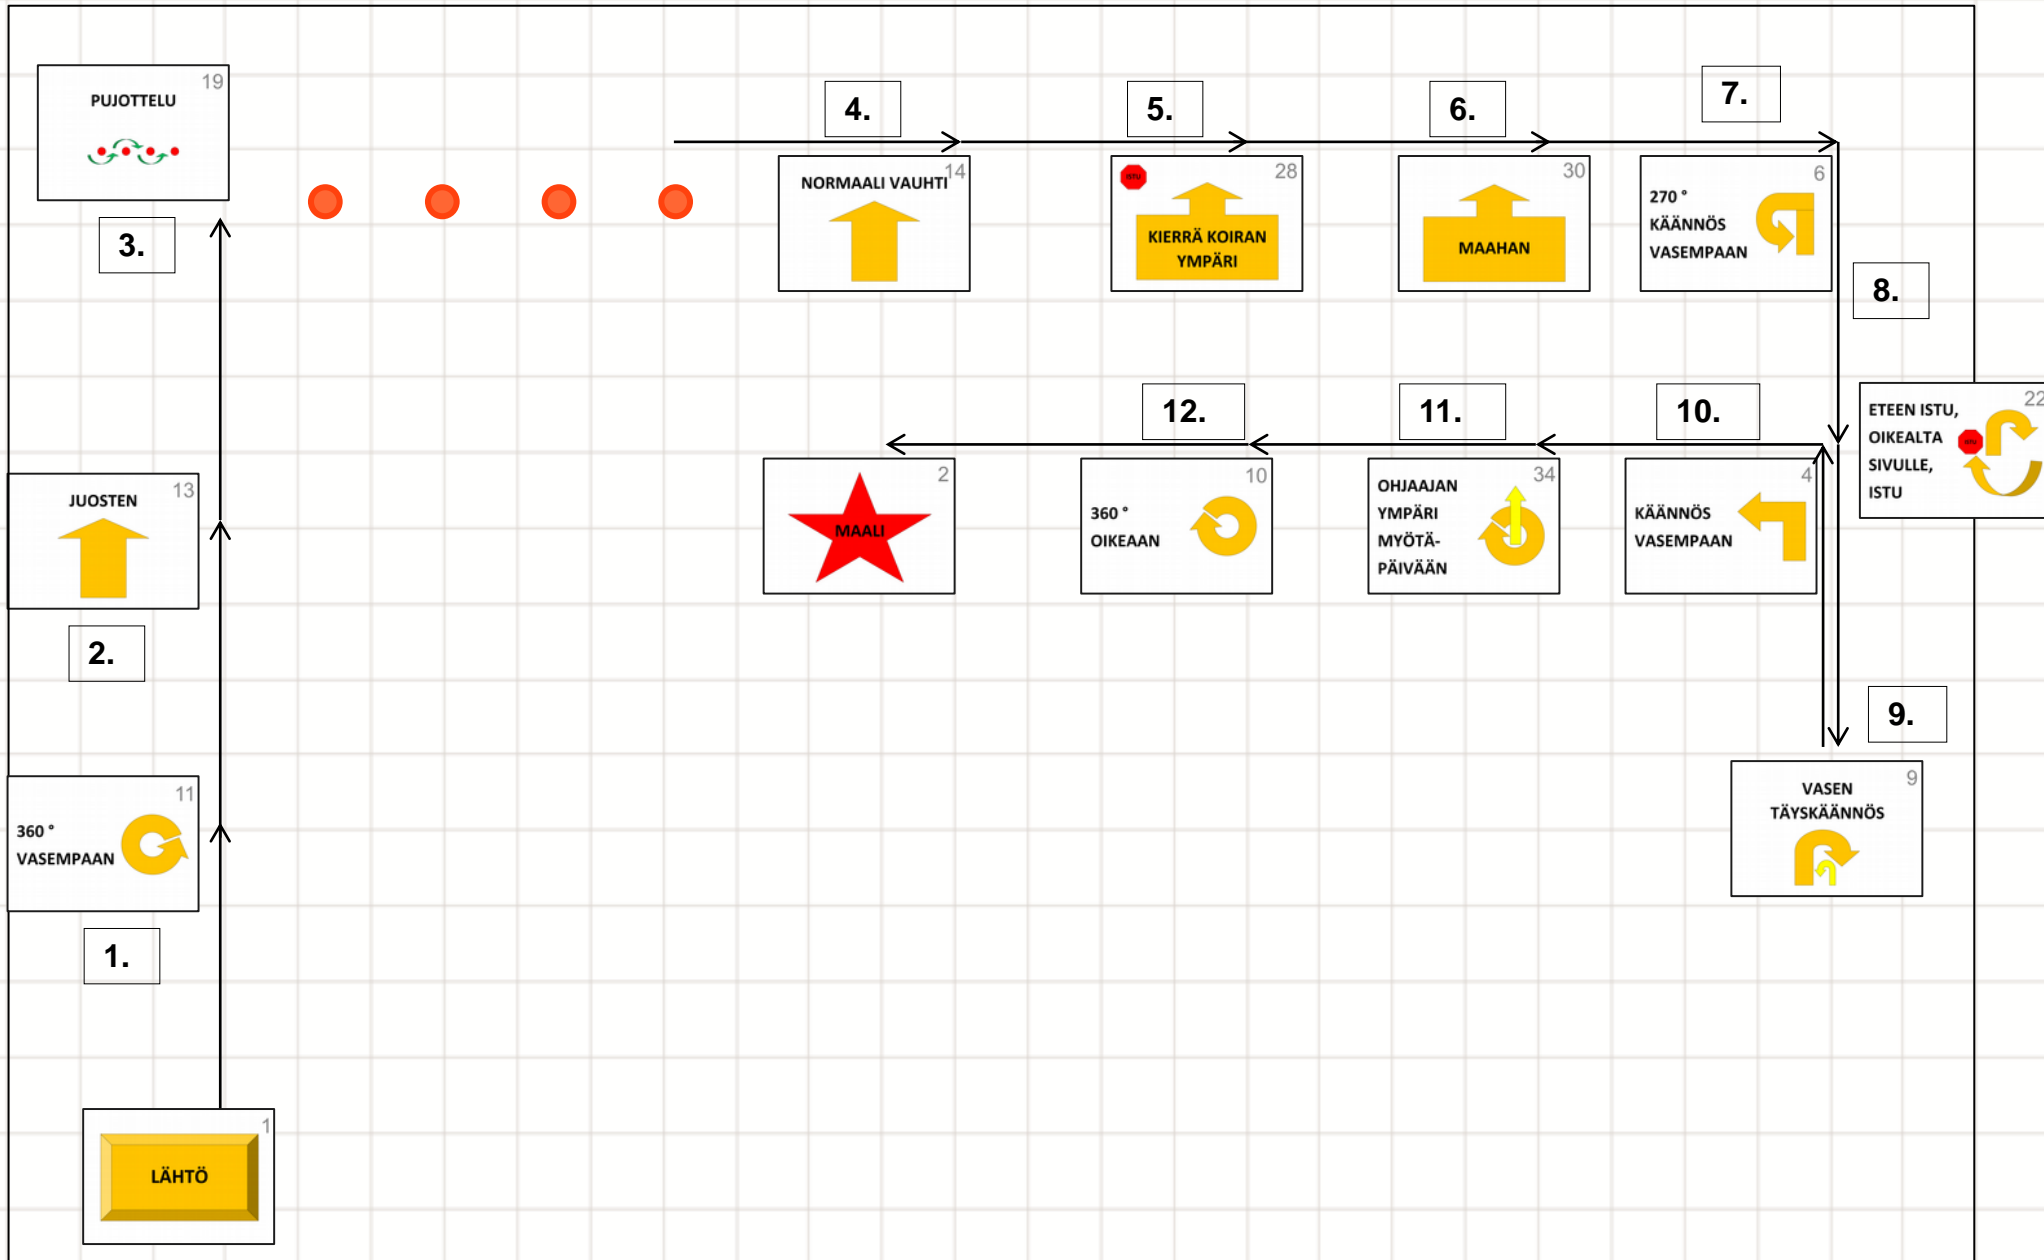 19
PUJOTTELU
3.
4.
5.
6.
7.
14
NORMAALI VAUHTI
ISTU
28
KIERRÄ KOIRAN
YMPÄRI
30
MAAHAN
6
270 °
KÄÄNNÖS
VASEMPAAN
8.
12.
11.
10.
22
ETEEN ISTU,
OIKEALTA
SIVULLE,
ISTU
13
JUOSTEN
2.
2
MAALI
10
360 °
OIKEAAN
34
OHJAAJAN
YMPÄRI
MYÖTÄ-
PÄIVÄÄN
4
KÄÄNNÖS
VASEMPAAN
9.
11
360 °
VASEMPAAN
1.
9
VASEN
TÄYSKÄÄNNÖS
1
LÄHTÖ